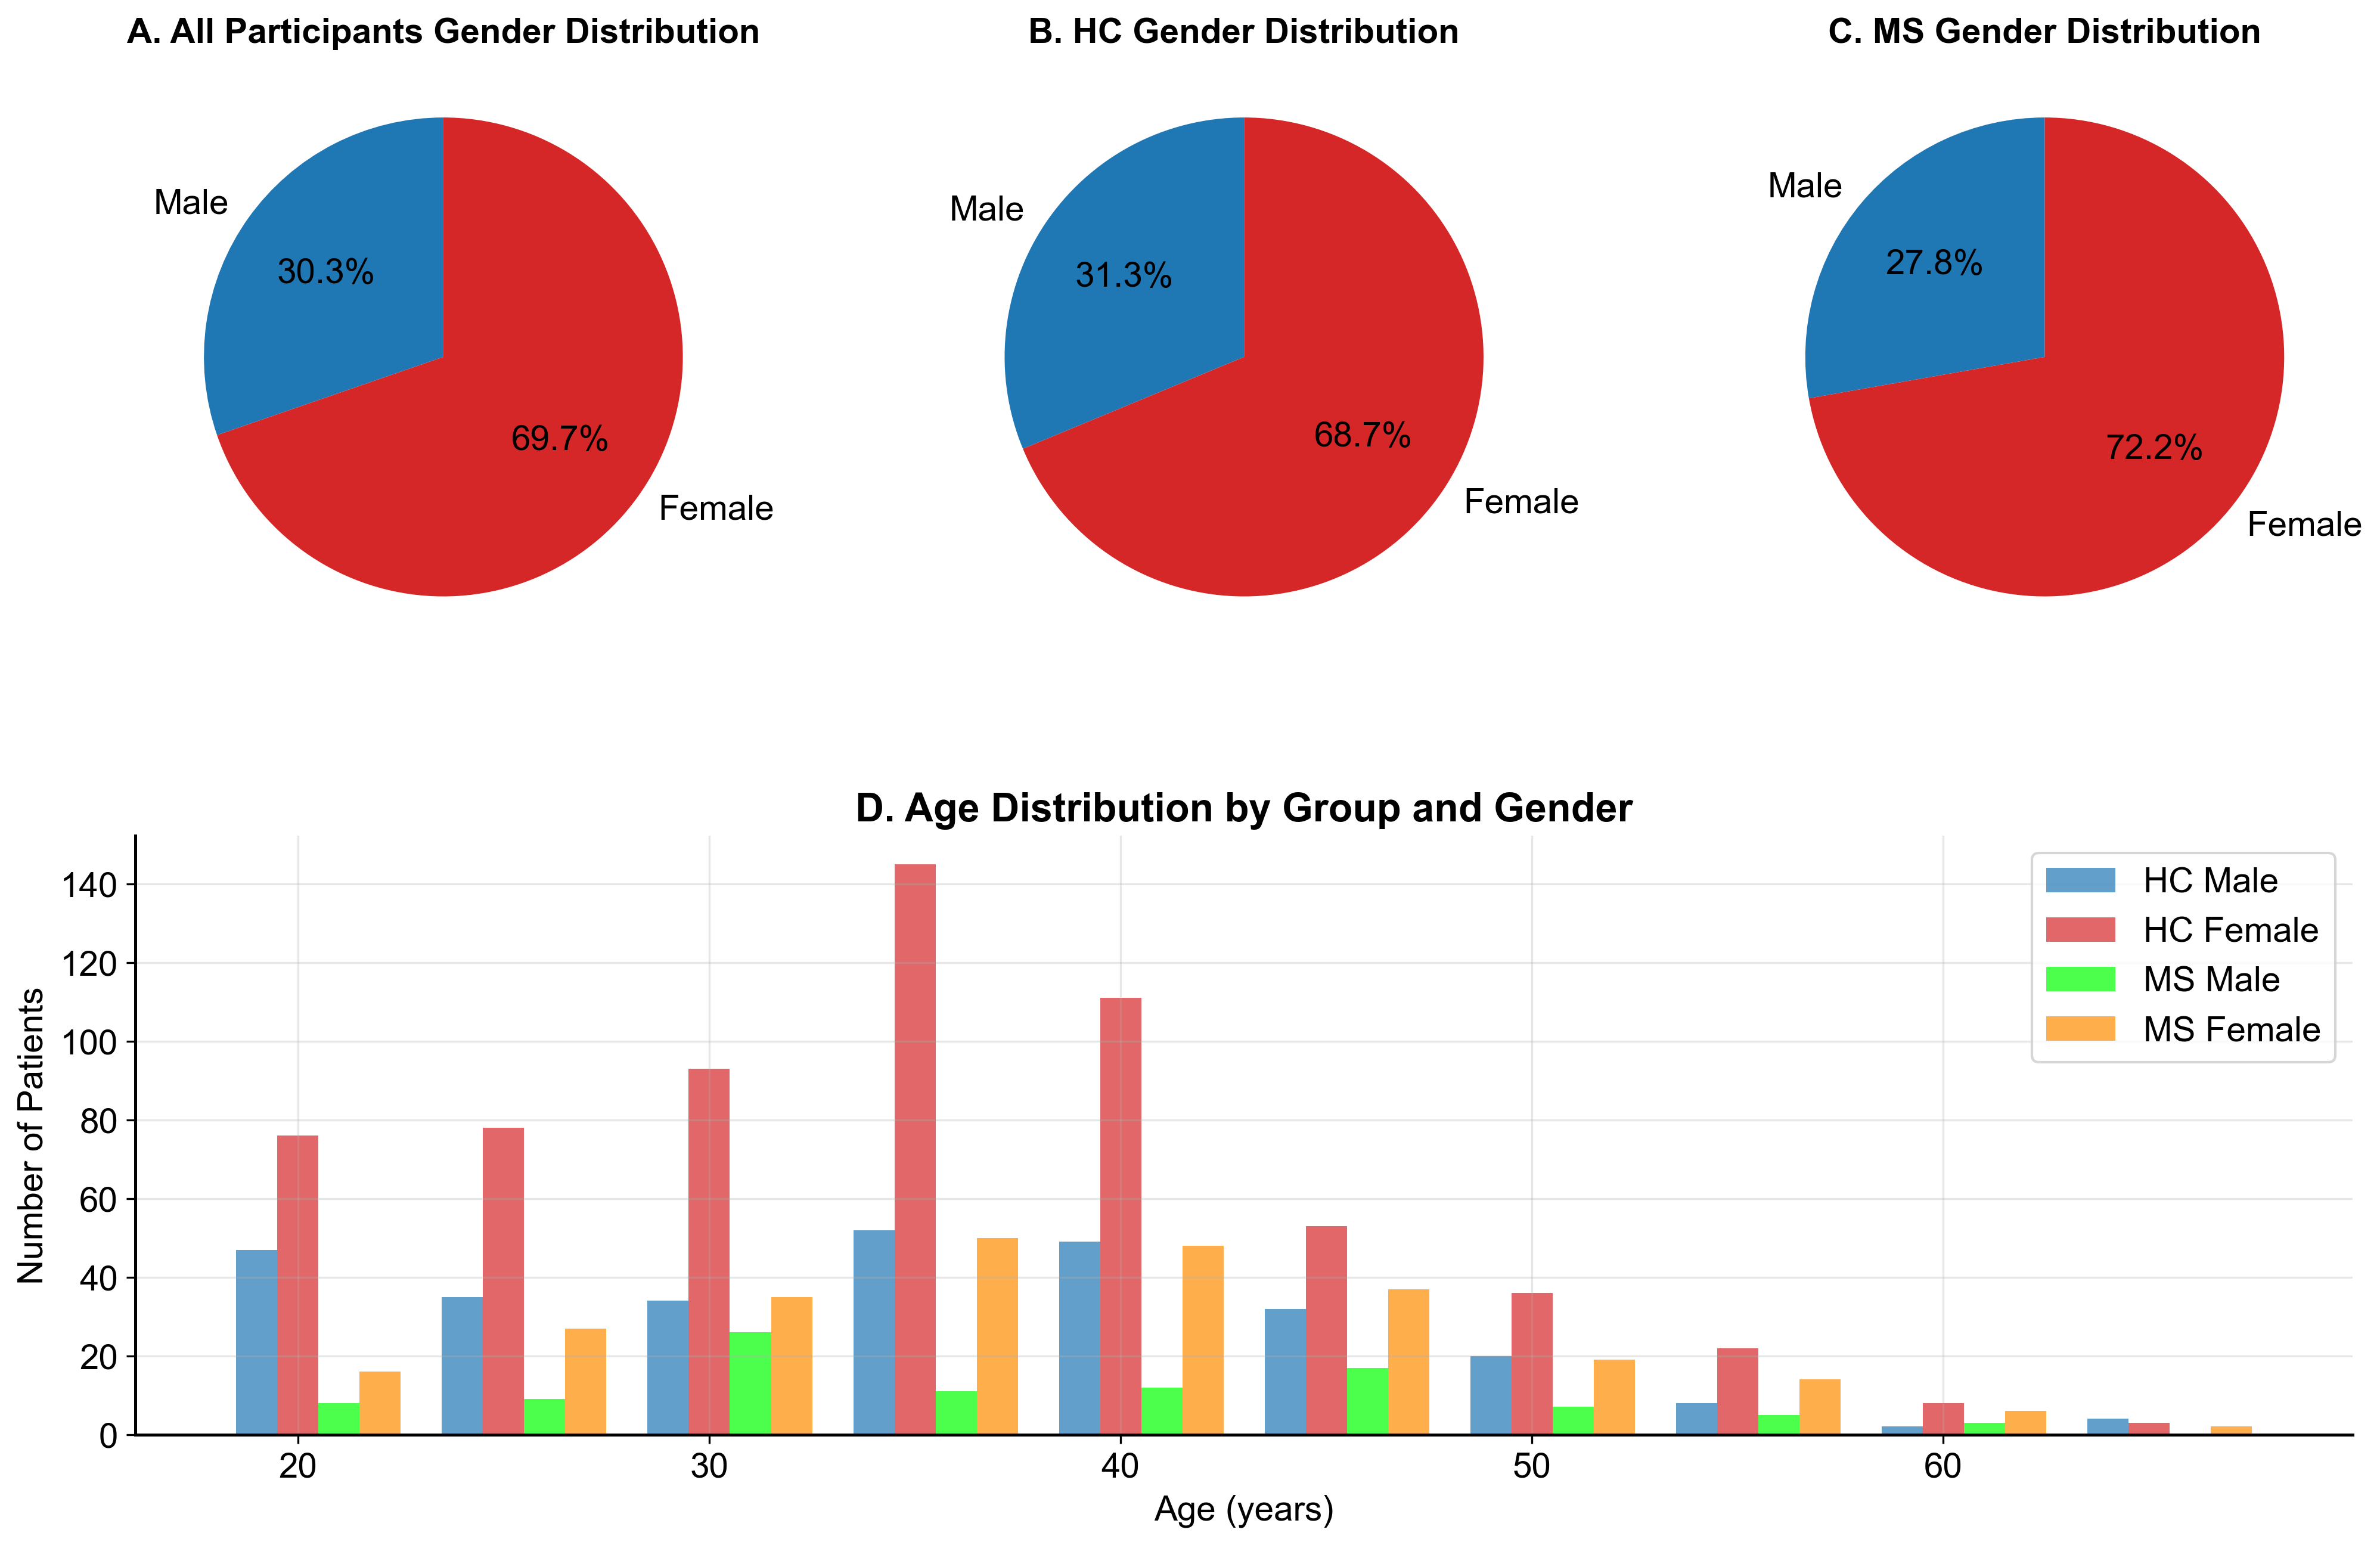 A. All Participants Gender Distribution
B. HC Gender Distribution
C. MS Gender Distribution
Male
30.3%
69.7%
Female
Male
31.3%
68.7%
Female
Male
27.8%
72.2%
Female
D. Age Distribution by Group and Gender
Number of Patients
140
120
100
80
60
40
20
0
HC Male
HC Female
MS Male
MS Female
20
30
40
50
60
Age (years)